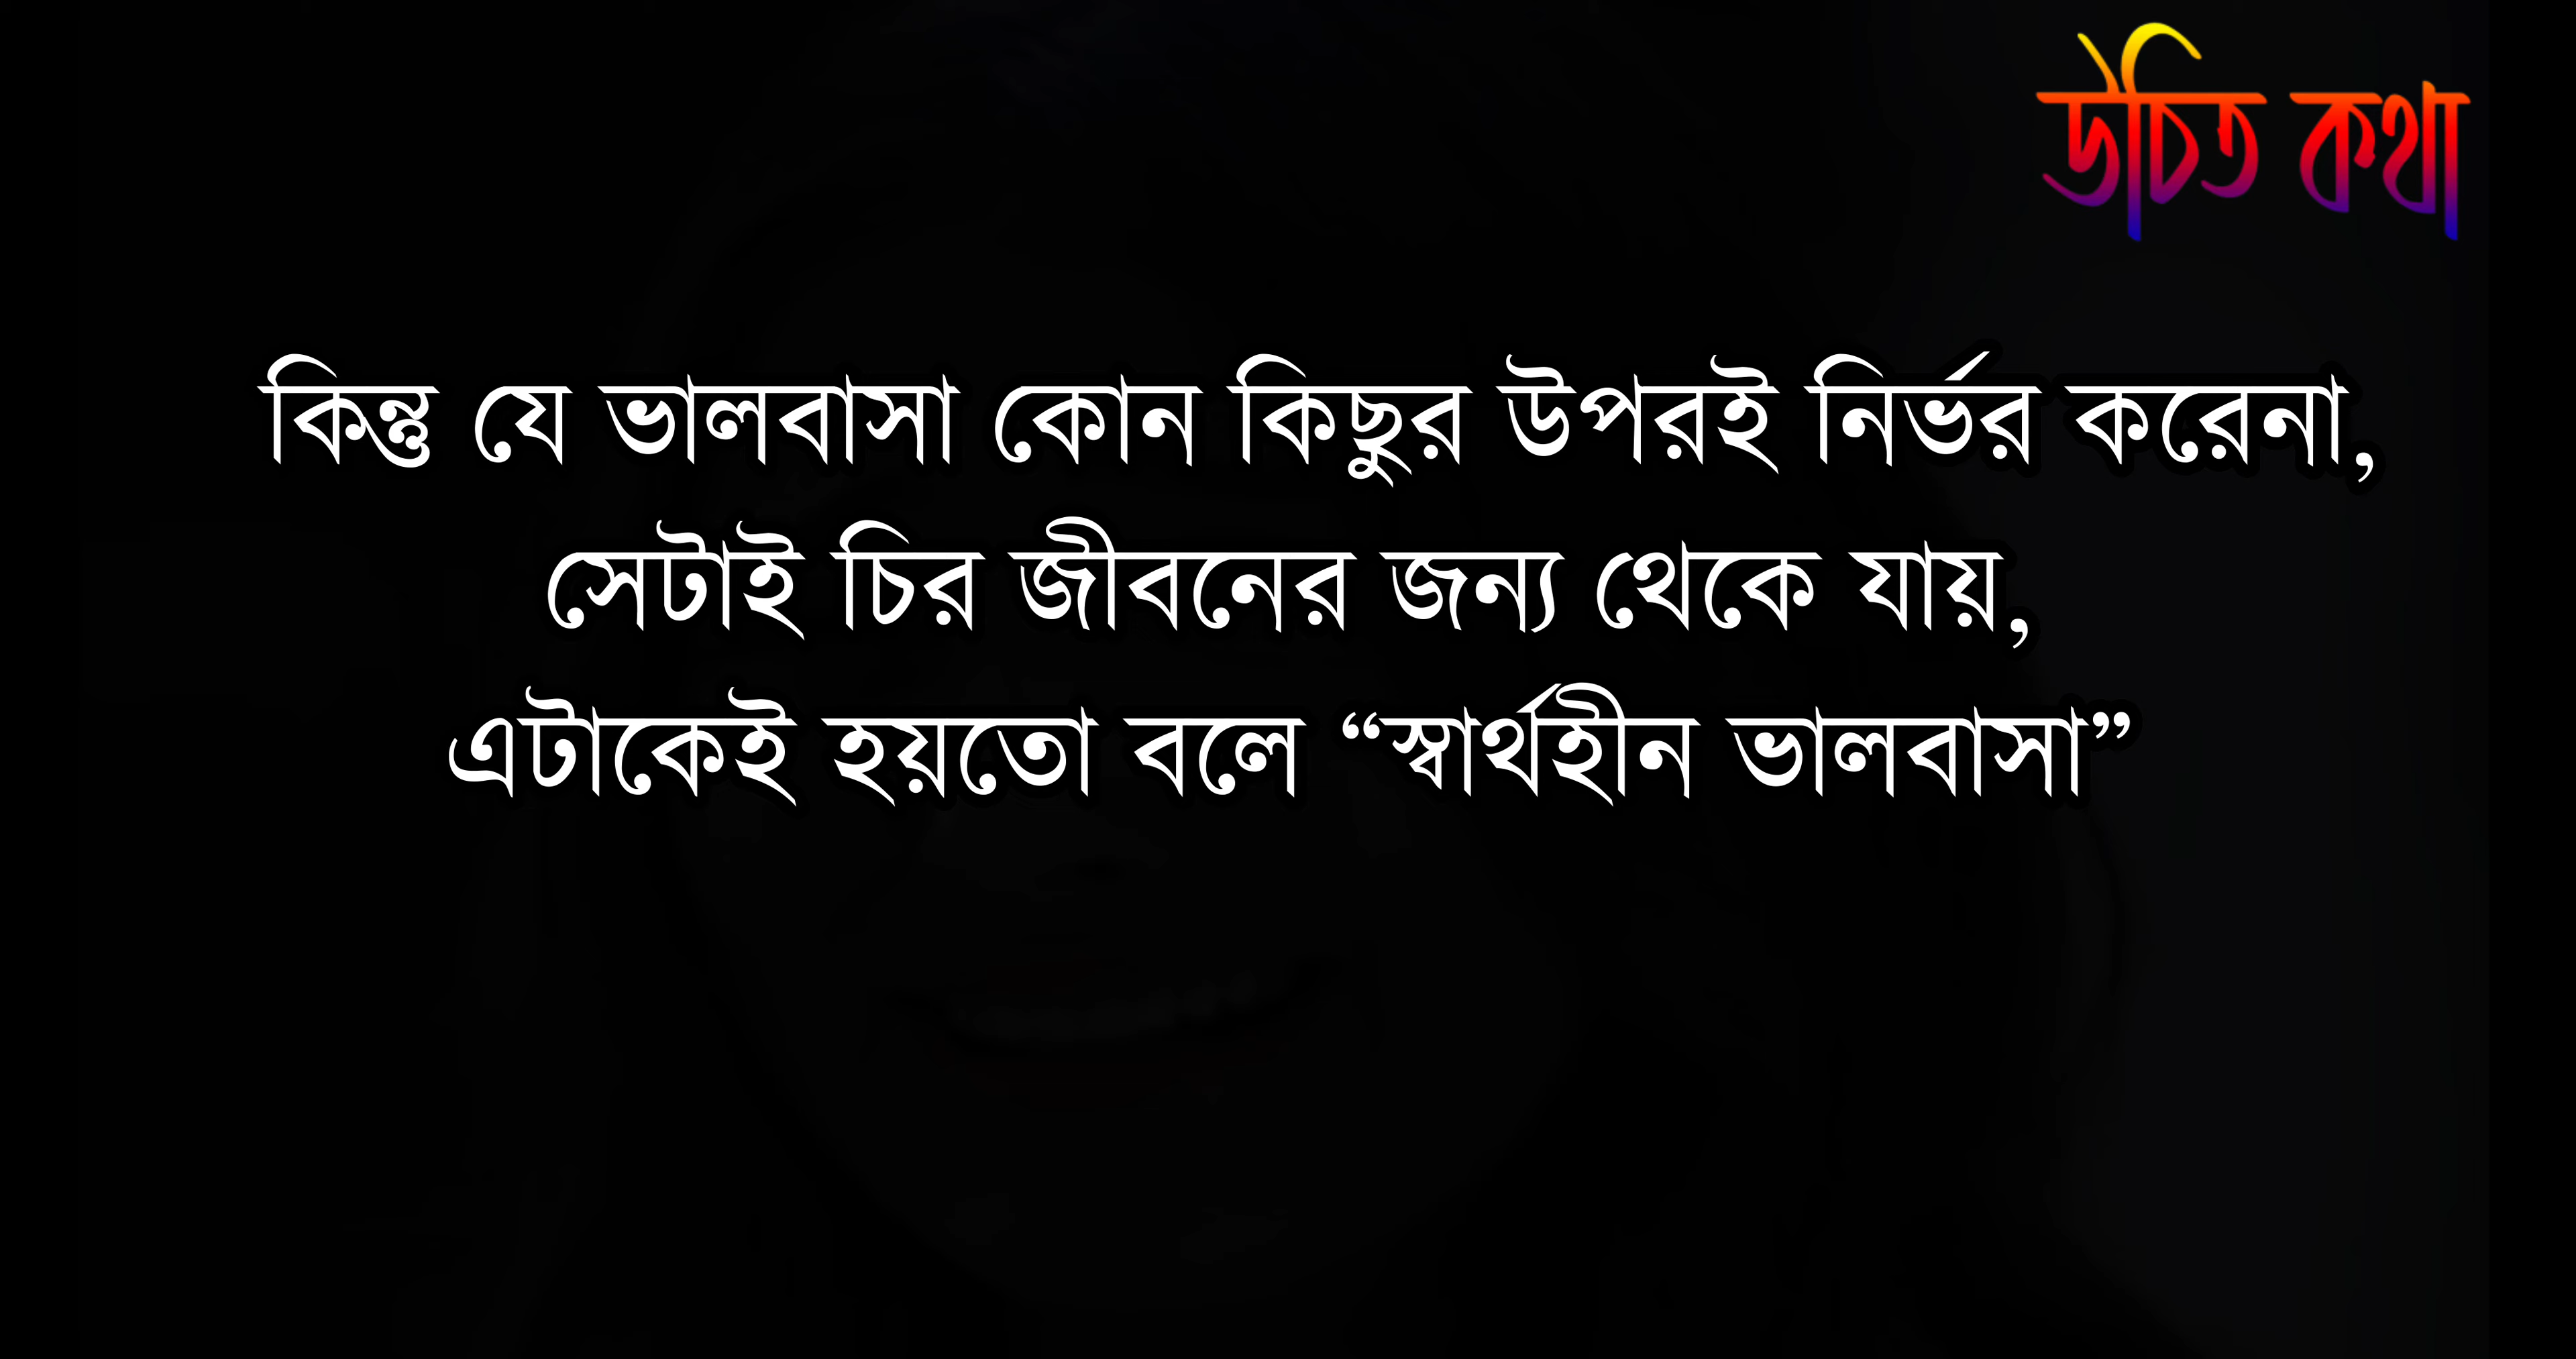 উচিত কথা
কিন্তু যে ভালবাসা কোন কিছুর উপরই নির্ভর করেনা,
সেটাই চির জীবনের জন্য থেকে যায়,
এটাকেই হয়তো বলে “স্বার্থহীন ভালবাসা”